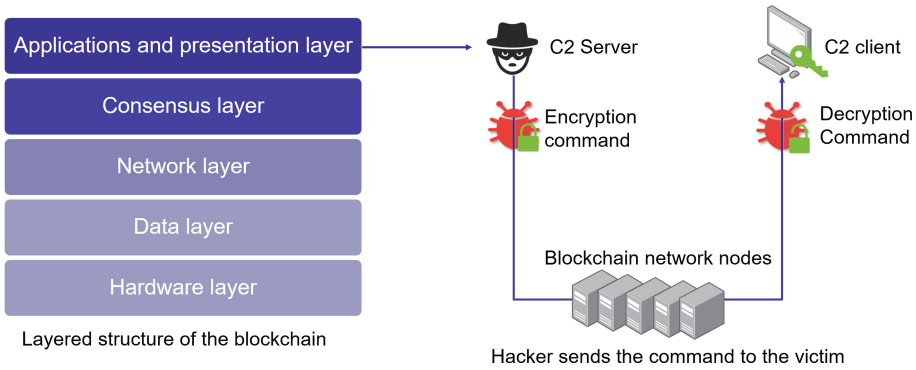 Applications and presentation layer
Consensus layer
Network layer
Data layer
Hardware layer
Layered structure of the blockchain
C2 Server
C2 client
Encryption
command
Decryption
Command
Blockchain network nodes
Hacker sends the command to the victim